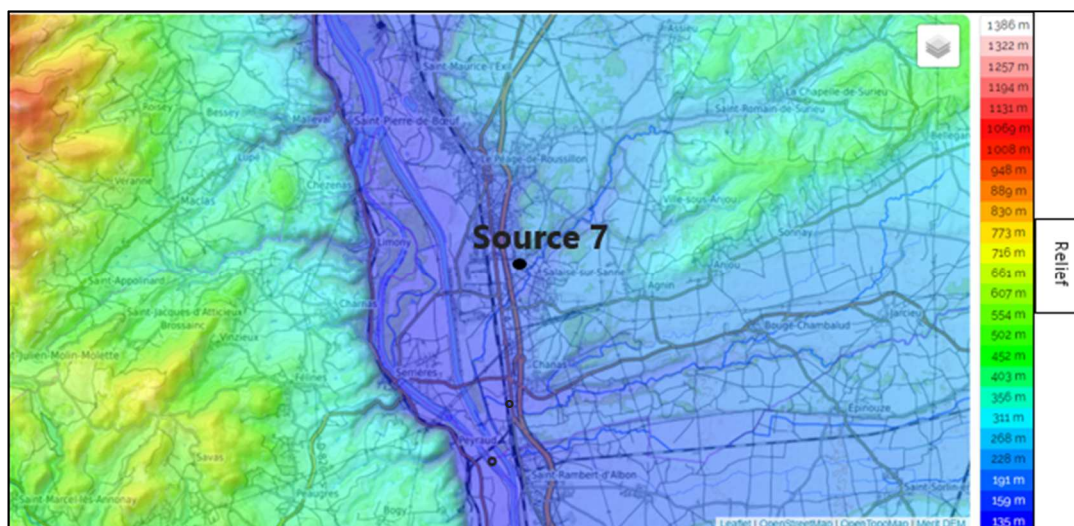 Assieu
Saint-Maurice l'Exil
La Chapelle-de-Surieu
Roisey
Bessey
Malleval
Saint-Pierre-de-Bœuf
Saint-Romain-de-Surieu
Lupé
Le Péage-de-Roussillon
Véranne
Chézenas
Maclas
Ville-sous-Anjou
Source 7
Sonnay
Limony
Anjou
Saint-Appolinard
Salaise-sur-Sanne
Agnin
Charnas
Saint-Jacques-d'Atticieux
Brossainc
Vinzieux
Bougé-Chambalud
Jarcieu
Serrières
Félines
Chanas
Épinouze
Peyraud
Savas
Saint-Rambert-d'Albon
Peaugres
Bogy
Saint-Marcel-lès-Annonay
Leaflet | OpenStreetMap | OpenTopoMap | Merit DEM
1386 m
1322 m
1257 m
1194 m
1131 m
1069 m
1008 m
948 m
889 m
830 m
773 m
716 m
661 m
607 m
554 m
502 m
452 m
403 m
356 m
311 m
268 m
228 m
191 m
159 m
135 m
Relief